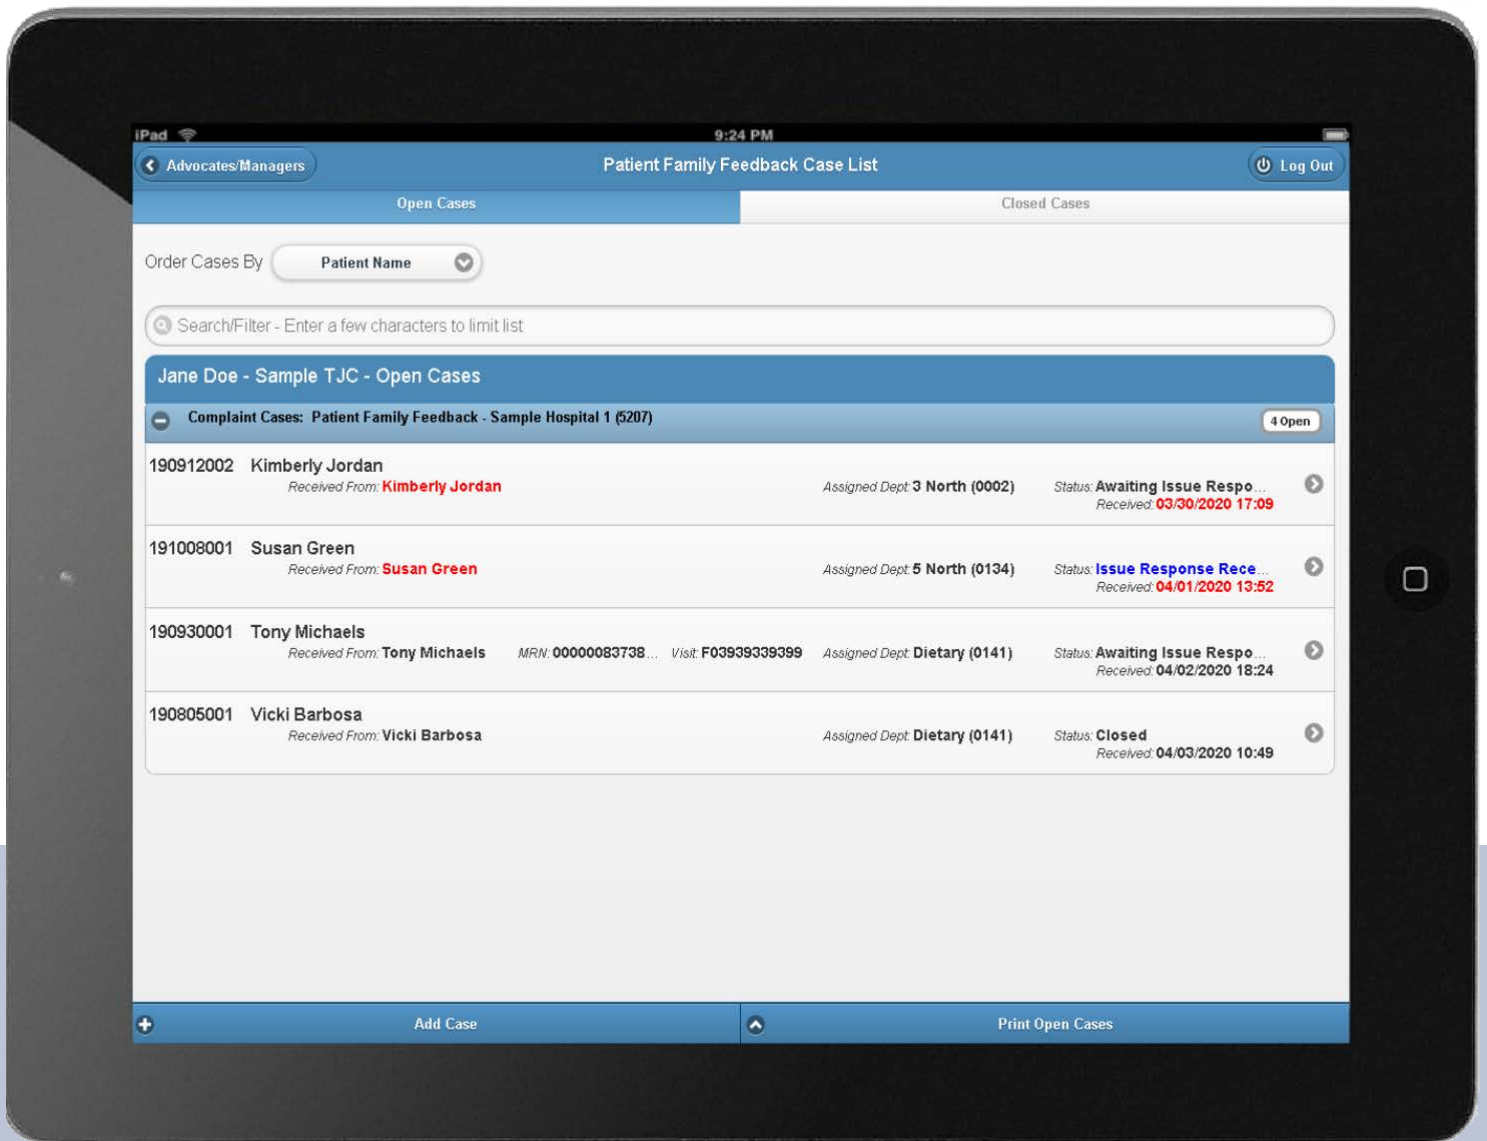 iPad 9:24 PM
Advocates/Managers Patient Family Feedback Case List Log Out
Open Cases Closed Cases
Order Cases By Patient Name
Search/Filter - Enter a few characters to limit list
Jane Doe - Sample TJC - Open Cases
Complaint Cases: Patient Family Feedback - Sample Hospital 1 (5207) 4 Open
190912002 Kimberly Jordan
Received From: Kimberly Jordan Assigned Dept: 3 North (0002) Status: Awaiting Issue Respo...
Received: 03/30/2020 17:09
191008001 Susan Green
Received From: Susan Green Assigned Dept: 5 North (0134) Status: Issue Response Rece...
Received: 04/01/2020 13:52
190930001 Tony Michaels
Received From: Tony Michaels MRN: 00000083738... Visit: F03939339399 Assigned Dept: Dietary (0141) Status: Awaiting Issue Respo...
Received: 04/02/2020 18:24
190805001 Vicki Barbosa
Received From: Vicki Barbosa Assigned Dept: Dietary (0141) Status: Closed
Received: 04/03/2020 10:49
Add Case Print Open Cases